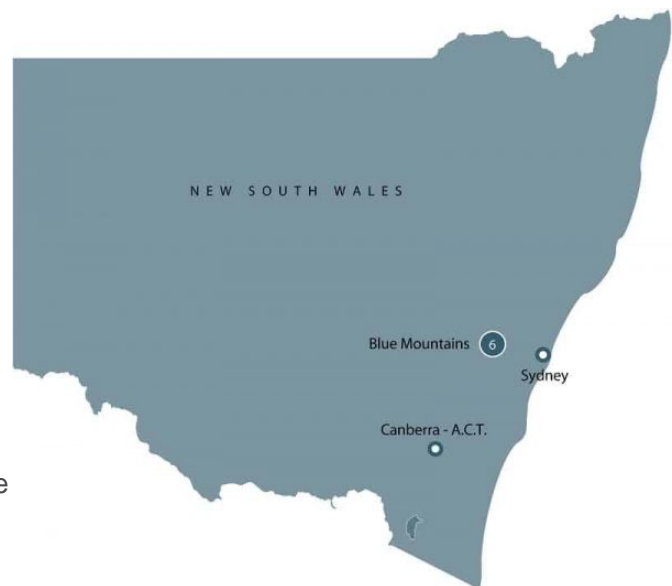 NEW SOUTH WALES
Blue Mountains 6
Sydney
Canberra - A.C.T.
e